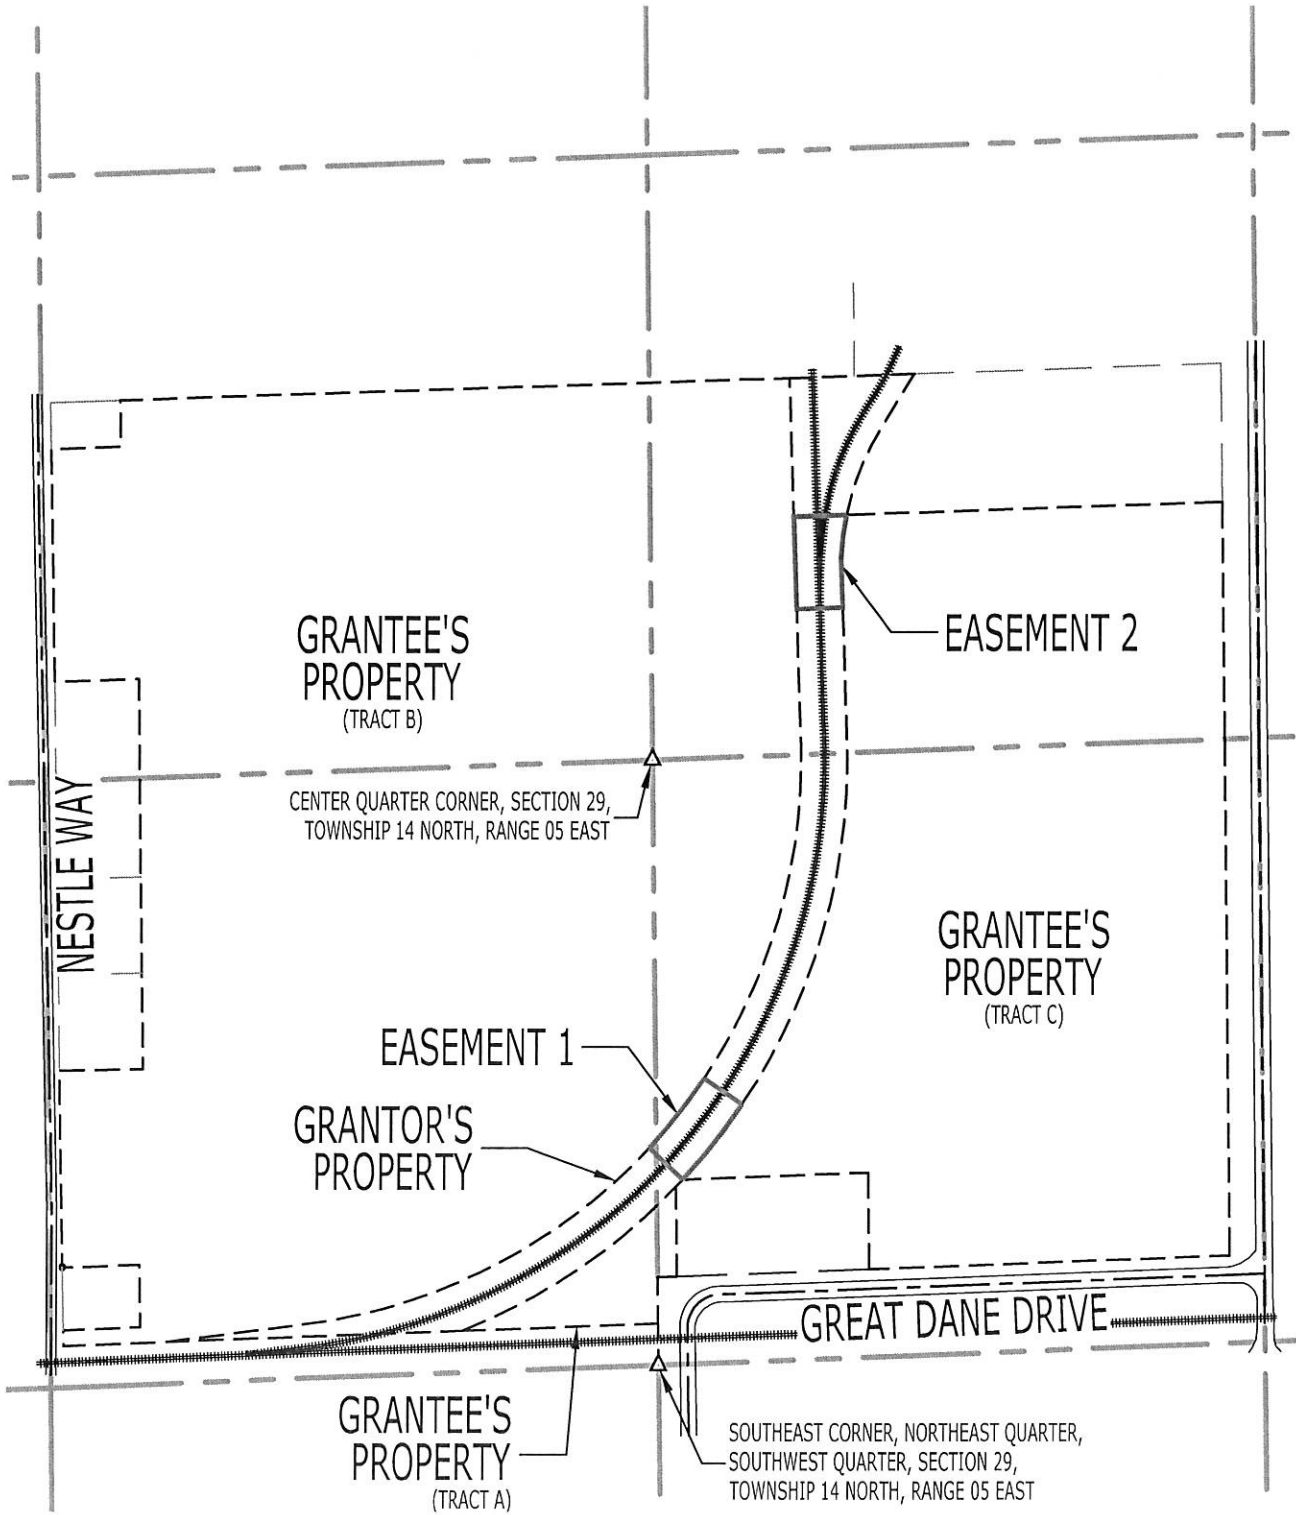 GRANTEE'S
PROPERTY
(TRACT B)
EASEMENT 2
CENTER QUARTER CORNER, SECTION 29,
TOWNSHIP 14 NORTH, RANGE 05 EAST
NESTLE WAY
GRANTEE'S
PROPERTY
(TRACT C)
EASEMENT 1
GRANTOR'S
PROPERTY
GREAT DANE DRIVE
GRANTEE'S
PROPERTY
(TRACT A)
SOUTHEAST CORNER, NORTHEAST QUARTER,
SOUTHWEST QUARTER, SECTION 29,
TOWNSHIP 14 NORTH, RANGE 05 EAST